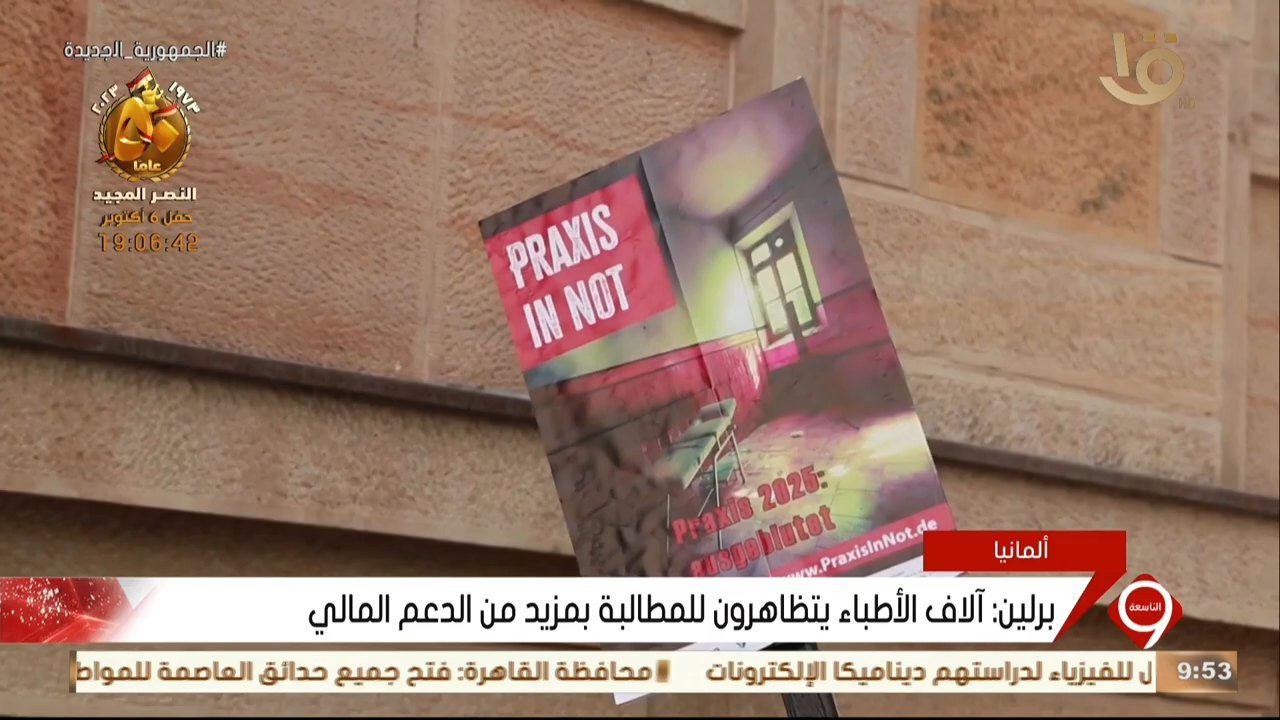 #الجمهورية_الجديدة
١٩٧٣
٢٠٢٣
٥٠
عاما
النصر المجيد
حفل 6 أكتوبر
19:06:42
HD
PRAXIS
IN NOT
Praxis 2025:
ausgeblutet
www.PraxisInNot.de
ألمانيا
التاسعة
9
برلين: آلاف الأطباء يتظاهرون للمطالبة بمزيد من الدعم المالي
9:53
ل للفيزياء لدراستهم ديناميكا الإلكترونات
محافظة القاهرة: فتح جميع حدائق العاصمة للمواط